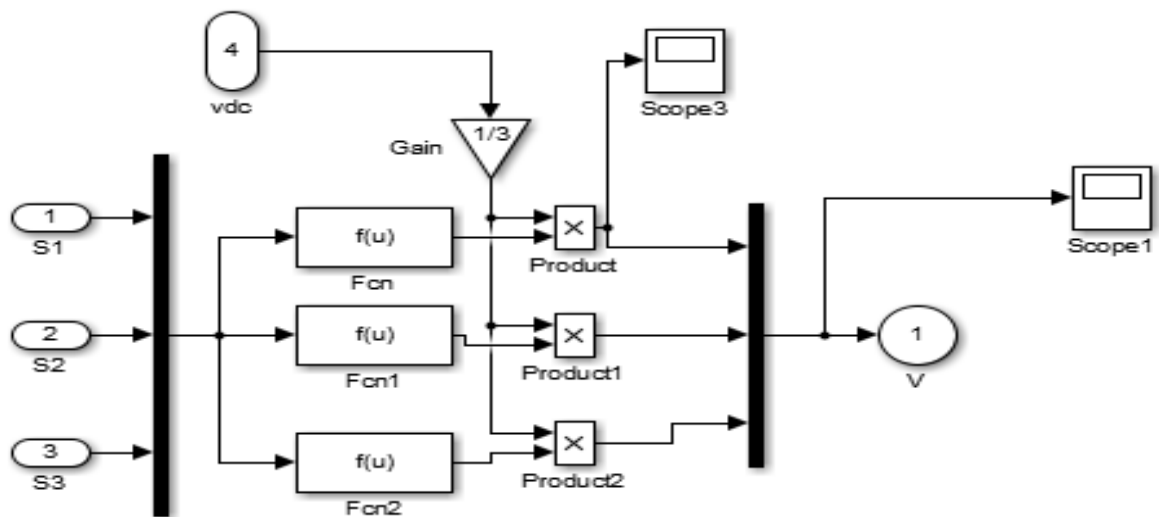 4
vdc
Scope3
1/3
Gain
Scope1
1
S1
f(u)
Fcn
×
Product
2
S2
f(u)
Fcn1
×
Product1
1
V
3
S3
f(u)
Fcn2
×
Product2